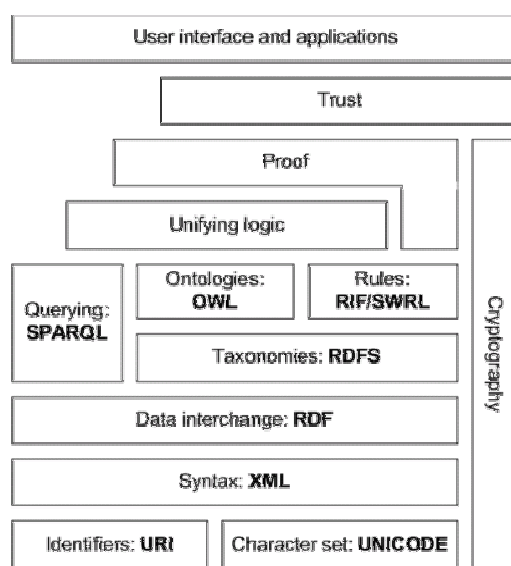 User interface and applications
Trust
Proof
Unifying logic
Querying:
SPARQL
Ontologies:
OWL
Rules:
RIF/SWRL
Taxonomies: RDFS
Cryptography
Data interchange: RDF
Syntax: XML
Identifiers: URI
Character set: UNICODE